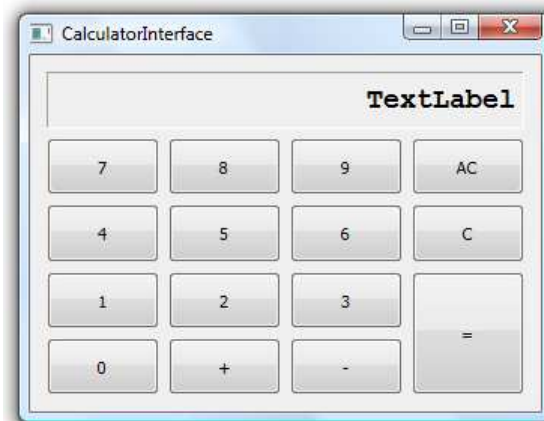 CalculatorInterface
TextLabel
7 8 9 AC
4 5 6 C
1 2 3
=
0 + -